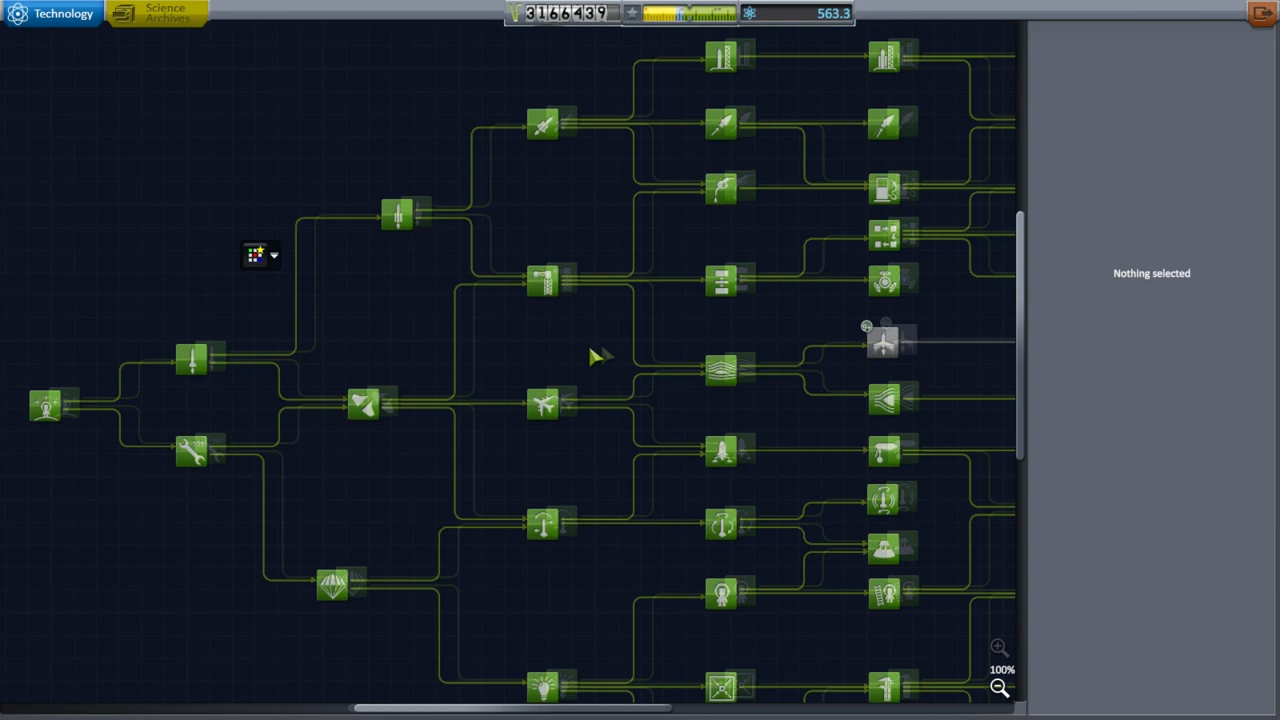 Technology
Science
Archives
3166439
563.3
Nothing selected
100%